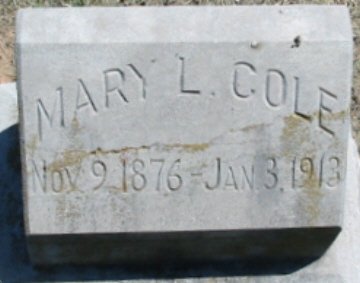 MARY L. COLE
NOV. 9, 1876 - JAN. 3, 1913